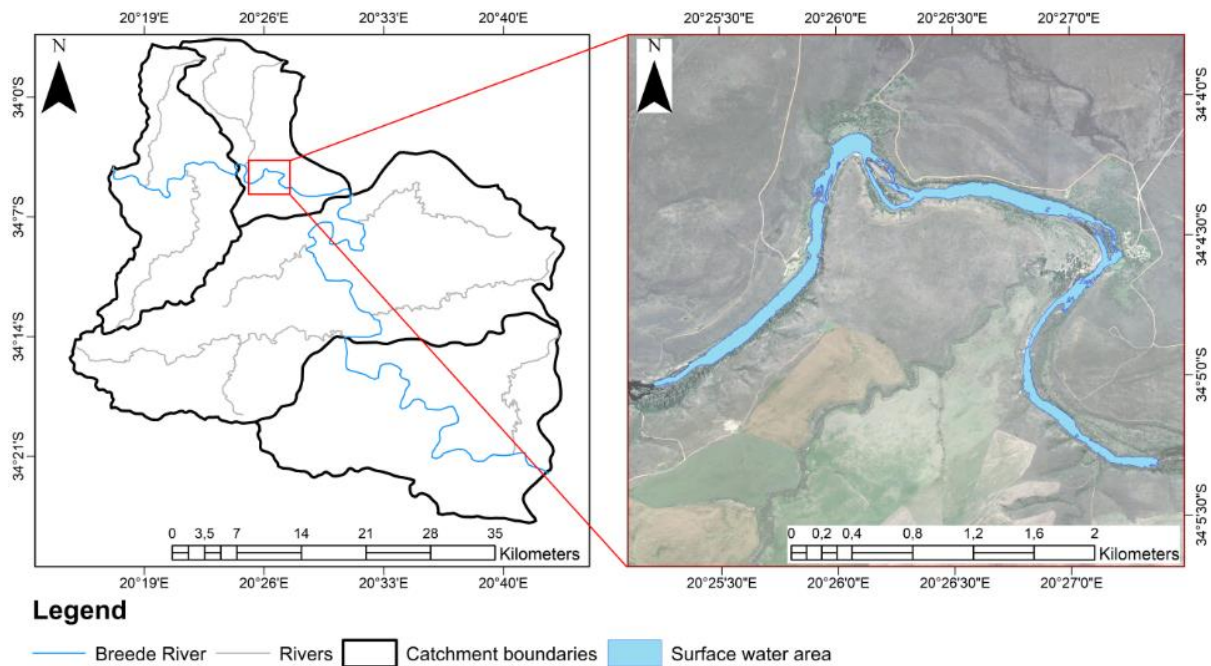 20°19'E 20°26'E 20°33'E 20°40'E
20°25'30"E 20°26'0"E 20°26'30"E 20°27'0"E
N
N
34°0'S
34°7'S
34°14'S
34°21'S
34°4'0"S
34°4'30"S
34°5'0"S
34°5'30"S
0 3,5 7 14 21 28 35
Kilometers
0 0,2 0,4 0,8 1,2 1,6 2
Kilometers
20°19'E 20°26'E 20°33'E 20°40'E
20°25'30"E 20°26'0"E 20°26'30"E 20°27'0"E
Legend
Breede River Rivers Catchment boundaries Surface water area